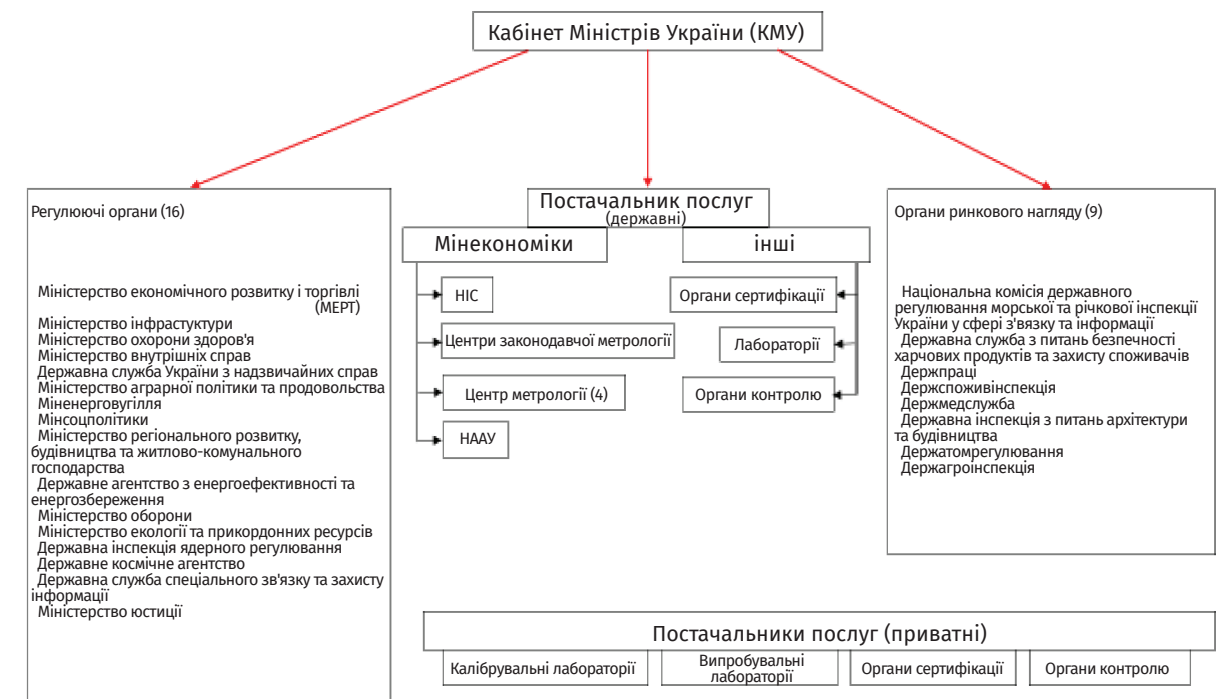 Кабінет Міністрів України (КМУ)
Регулюючі органи (16)
Міністерство економічного розвитку і торгівлі
(МЕРТ)
Міністерство інфрастуктури
Міністерство охорони здоров'я
Міністерство внутрішніх справ
Державна служба України з надзвичайних справ
Міністерство аграрної політики та продовольства
Міненерговугілля
Мінсоцполітики
Міністерство регіонального розвитку,
будівництва та житлово-комунального
господарства
Державне агентство з енергоефективності та
енергозбереження
Міністерство оборони
Міністерство екології та прикордонних ресурсів
Державна інспекція ядерного регулювання
Державне космічне агентство
Державна служба спеціального зв'язку та захисту
інформації
Міністерство юстиції
Постачальник послуг
(державні)
Мінекономіки
НІС
Центри законодавчої метрології
Центр метрології (4)
НААУ
інші
Органи сертифікації
Лабораторії
Органи контролю
Органи ринкового нагляду (9)
Національна комісія державного
регулювання морської та річкової інспекції
України у сфері з'вязку та інформації
Державна служба з питань безпечності
харчових продуктів та захисту споживачів
Держпраці
Держспоживінспекція
Держмедслужба
Державна інспекція з питань архітектури
та будівництва
Держатомрегулювання
Держагроінспекція
Постачальники послуг (приватні)
Калібрувальні лабораторії
Випробувальні
лабораторії
Органи сертифікації
Органи контролю